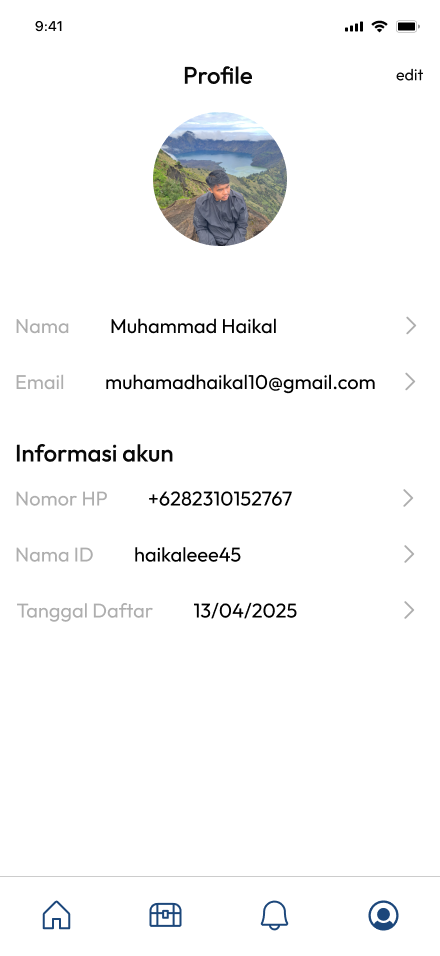 9:41
Profile
edit
Nama Muhammad Haikal
Email muhamadhaikal10@gmail.com
Informasi akun
Nomor HP +6282310152767
Nama ID haikaleee45
Tanggal Daftar 13/04/2025